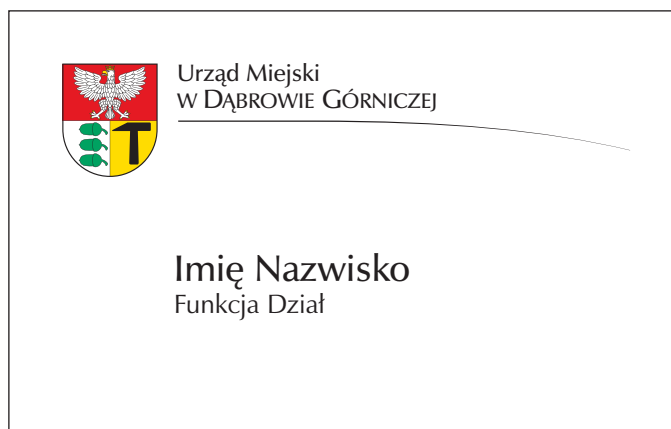 Urząd Miejski
w Dąbrowie Górniczej
Imię Nazwisko
Funkcja Dział